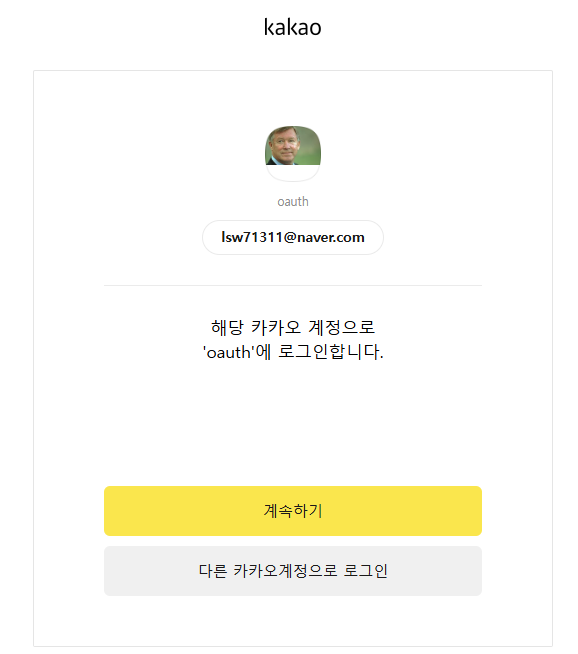 kakao
oauth
lsw71311@naver.com
해당 카카오 계정으로
'oauth'에 로그인합니다.
계속하기
다른 카카오계정으로 로그인